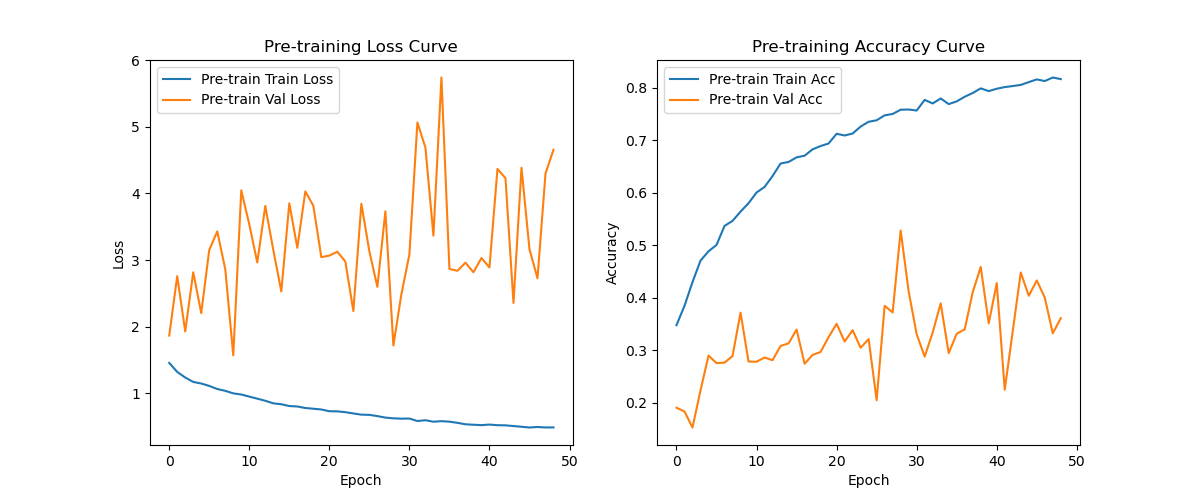 Pre-training Loss Curve
Pre-train Train Loss
Pre-train Val Loss
Loss
6
5
4
3
2
1
0 10 20 30 40 50
Epoch
Pre-training Accuracy Curve
Pre-train Train Acc
Pre-train Val Acc
Accuracy
0.8
0.7
0.6
0.5
0.4
0.3
0.2
0 10 20 30 40 50
Epoch